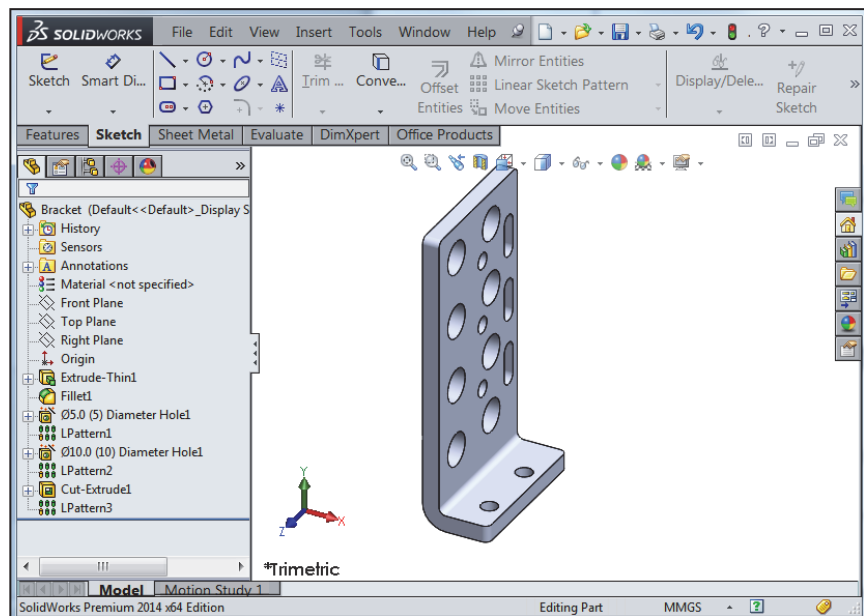 SOLIDWORKS File Edit View Insert Tools Window Help
Sketch Smart Di... Trim ... Conve... Offset Entities Mirror Entities Linear Sketch Pattern Move Entities Display/Dele... Repair Sketch
Features Sketch Sheet Metal Evaluate DimXpert Office Products
Bracket (Default<<Default>_Display S
History
Sensors
Annotations
Material <not specified>
Front Plane
Top Plane
Right Plane
Origin
Extrude-Thin1
Fillet1
Ø5.0 (5) Diameter Hole1
LPattern1
Ø10.0 (10) Diameter Hole1
LPattern2
Cut-Extrude1
LPattern3
Y
X
Z
*Trimetric
Model Motion Study 1
SolidWorks Premium 2014 x64 Edition Editing Part MMGS